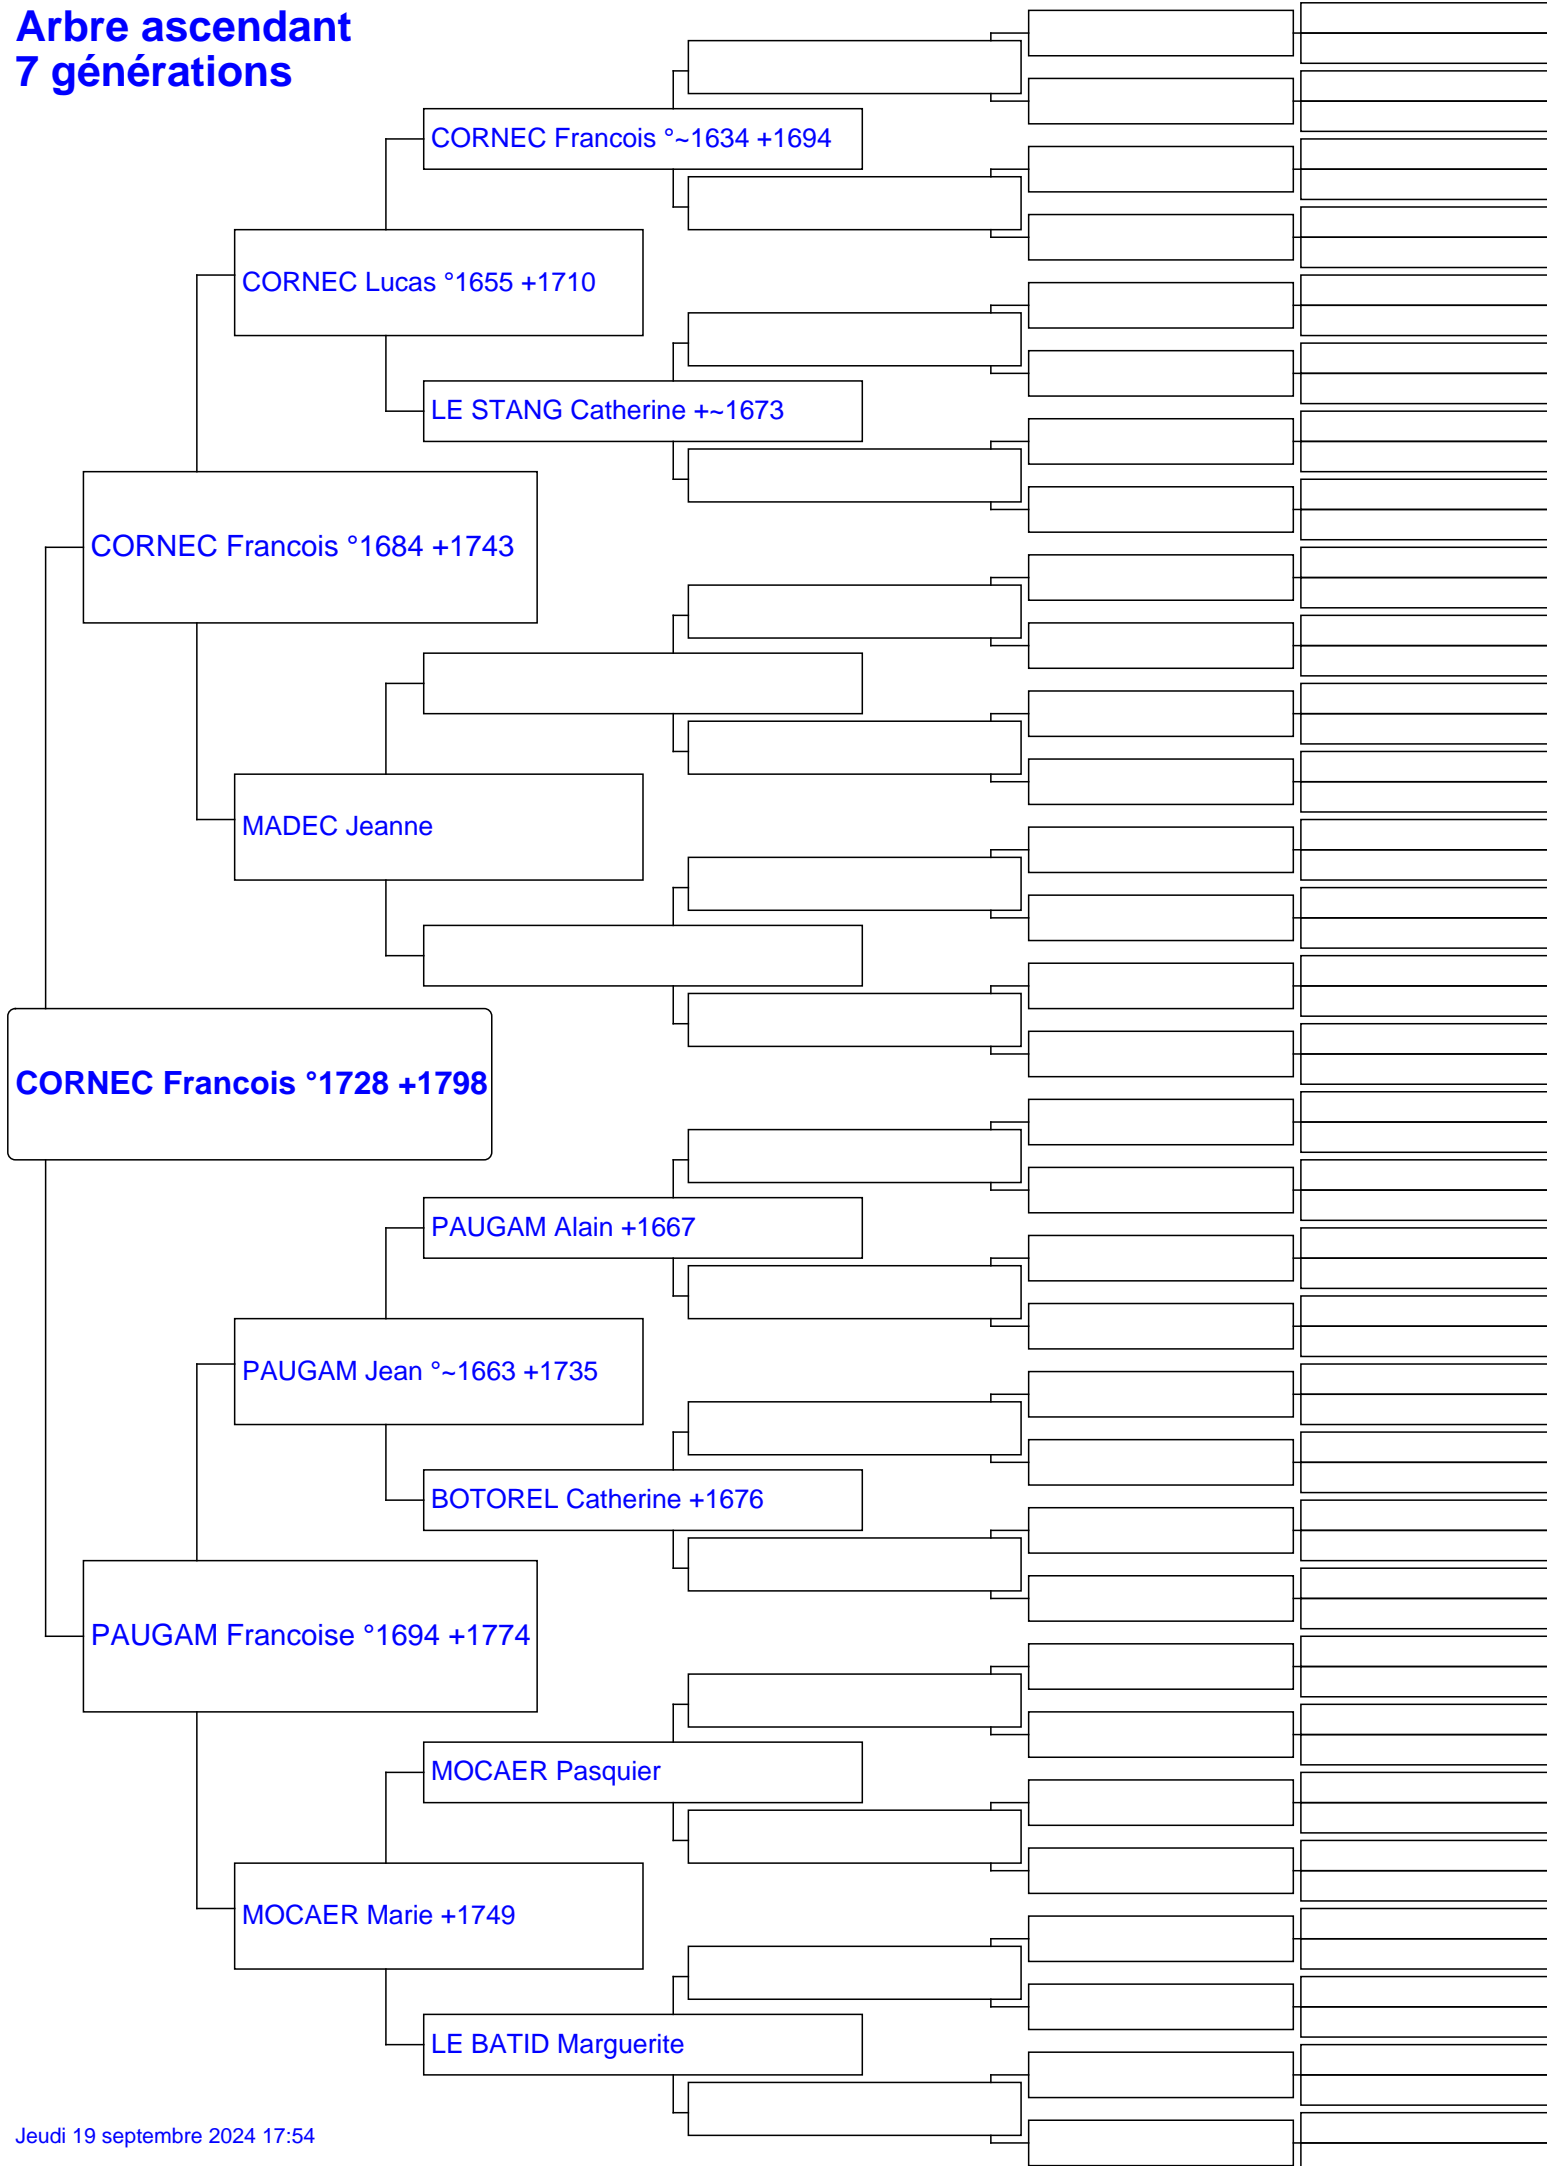 Arbre ascendant
7 générations
CORNEC Francois °~1634 +1694
CORNEC Lucas °1655 +1710
LE STANG Catherine +~1673
CORNEC Francois °1684 +1743
MADEC Jeanne
CORNEC Francois °1728 +1798
PAUGAM Alain +1667
PAUGAM Jean °~1663 +1735
BOTOREL Catherine +1676
PAUGAM Francoise °1694 +1774
MOCAER Pasquier
MOCAER Marie +1749
LE BATID Marguerite
Jeudi 19 septembre 2024 17:54